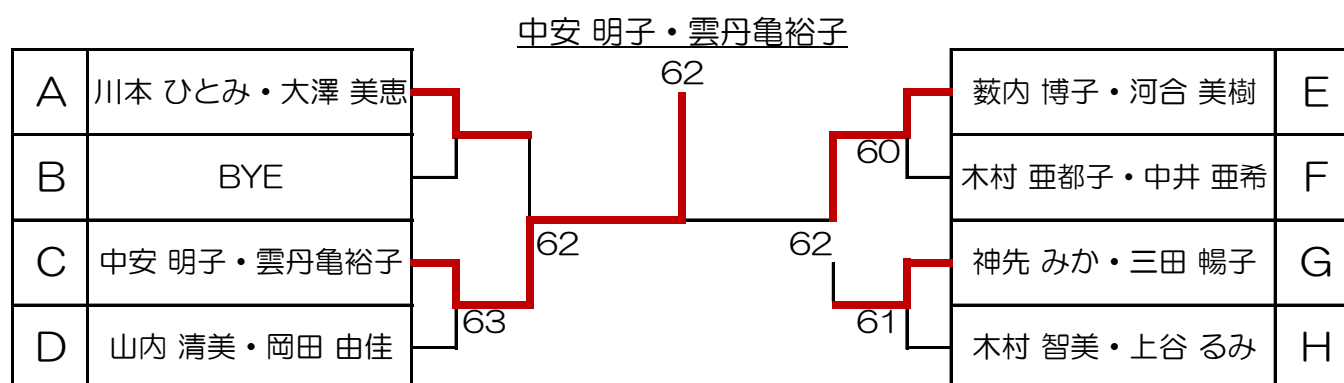 中安 明子・雲丹亀裕子
62
A 川本 ひとみ・大澤 美恵
B BYE
C 中安 明子・雲丹亀裕子
D 山内 清美・岡田 由佳
62
63
60
62
61
薮内 博子・河合 美樹 E
木村 亜都子・中井 亜希 F
神先 みか・三田 暢子 G
木村 智美・上谷 るみ H